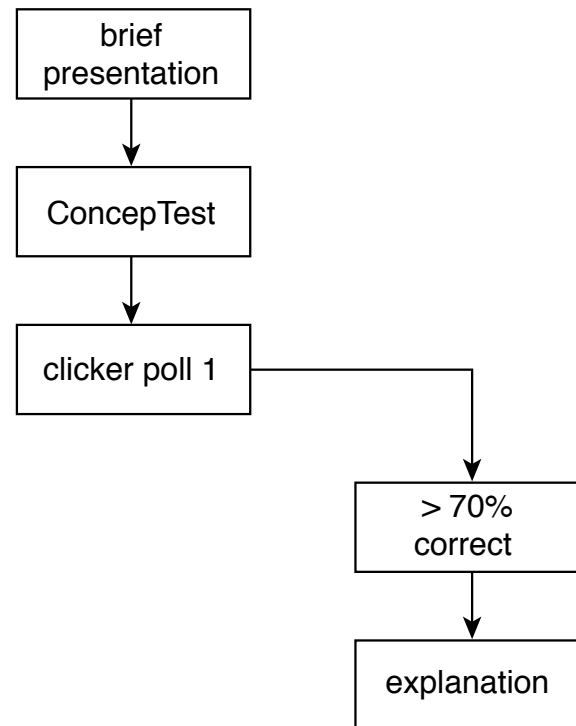 brief
presentation
ConcepTest
clicker poll 1
> 70%
correct
explanation